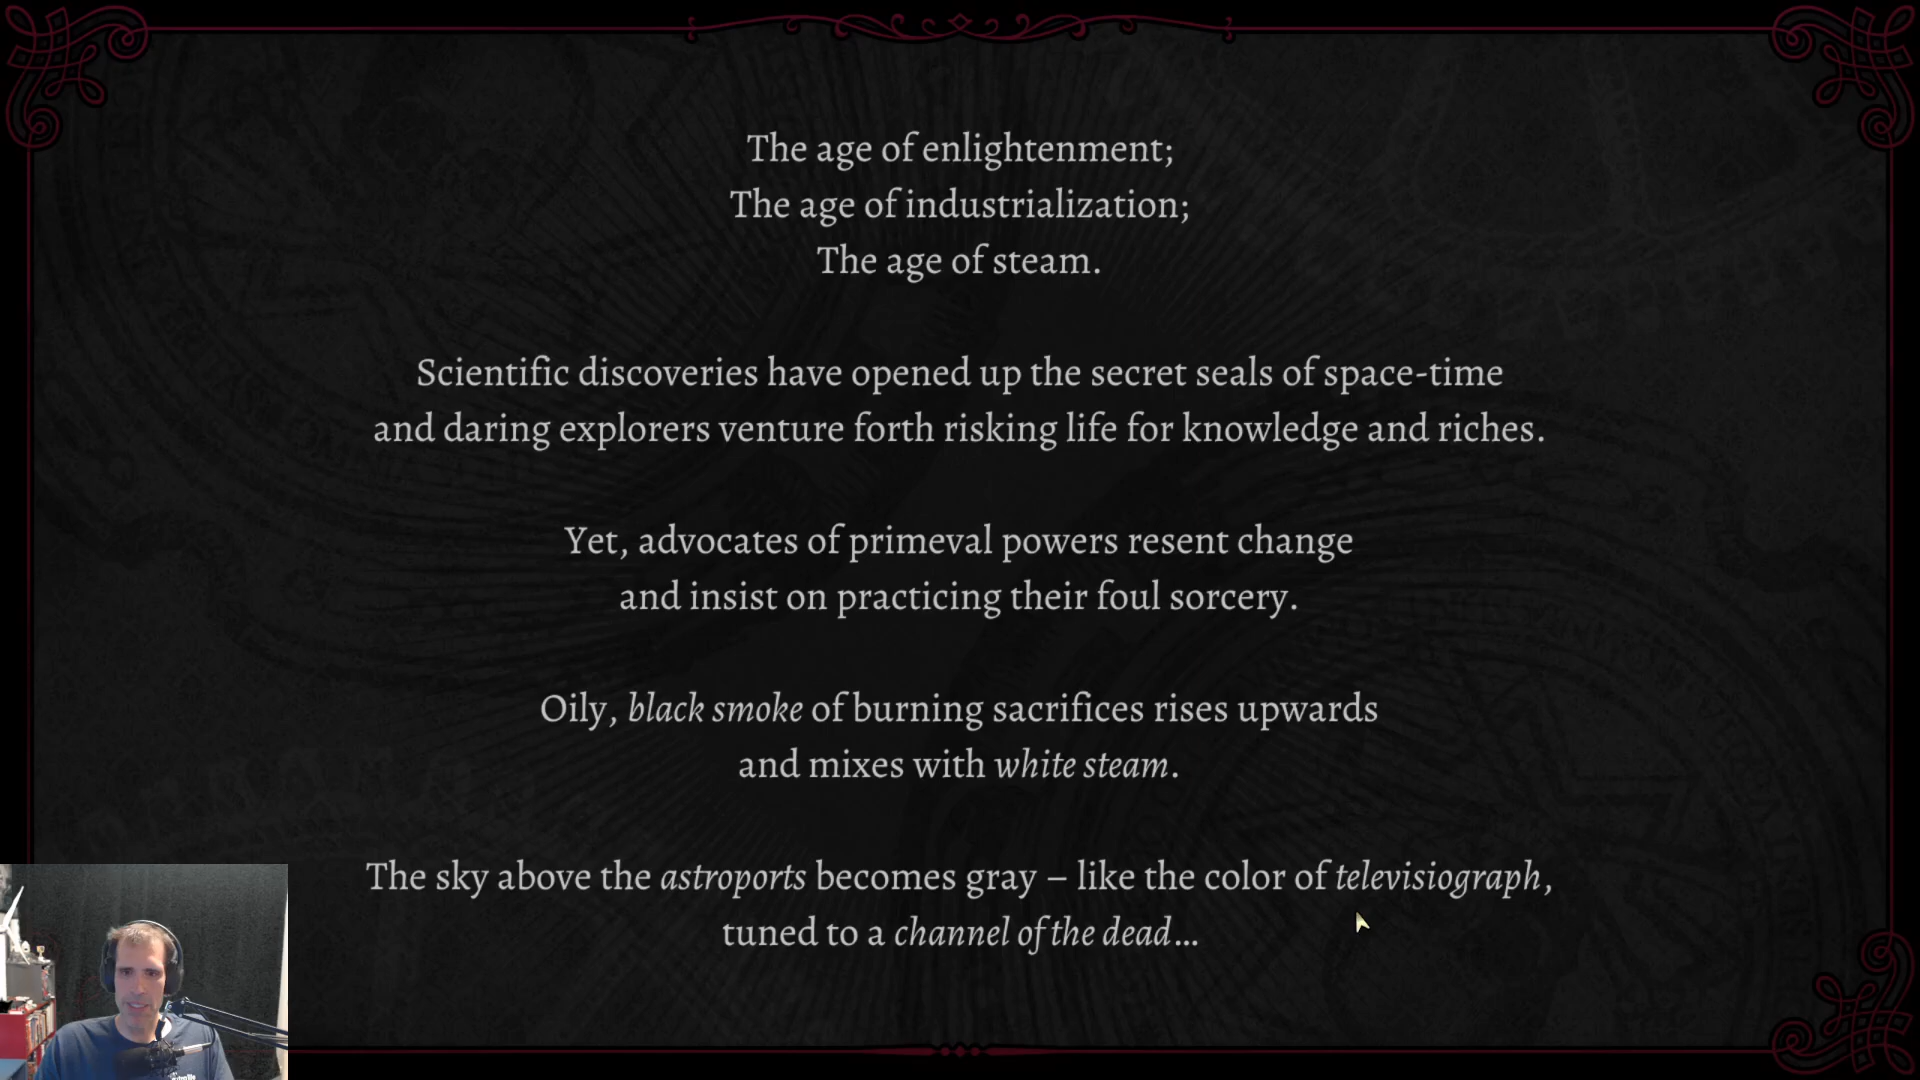 The age of enlightenment;
The age of industrialization;
The age of steam.
Scientific discoveries have opened up the secret seals of space-time
and daring explorers venture forth risking life for knowledge and riches.
Yet, advocates of primeval powers resent change
and insist on practicing their foul sorcery.
Oily, black smoke of burning sacrifices rises upwards
and mixes with white steam.
The sky above the astroports becomes gray – like the color of televisiograph,
tuned to a channel of the dead...